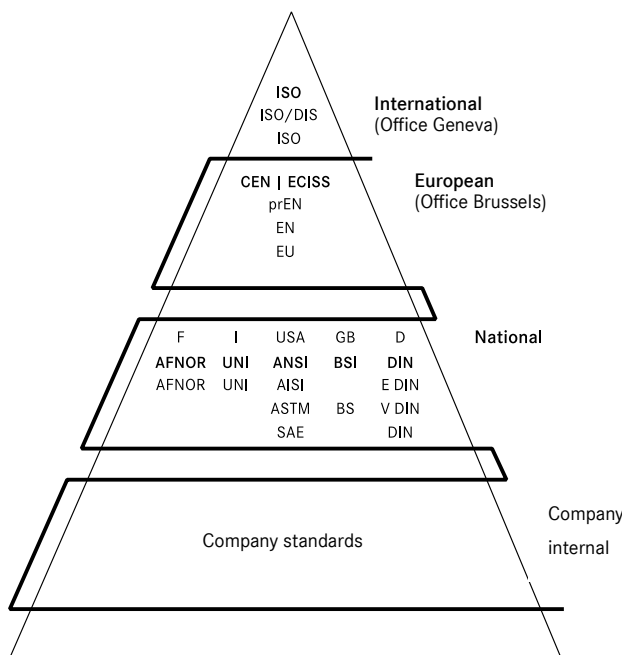 ISO
ISO/DIS
ISO
International
(Office Geneva)
CEN | ECISS
prEN
EN
EU
European
(Office Brussels)
F I USA GB D
AFNOR UNI ANSI BSI DIN
AFNOR UNI AISI E DIN
ASTM BS V DIN
SAE DIN
National
Company standards
Company
internal